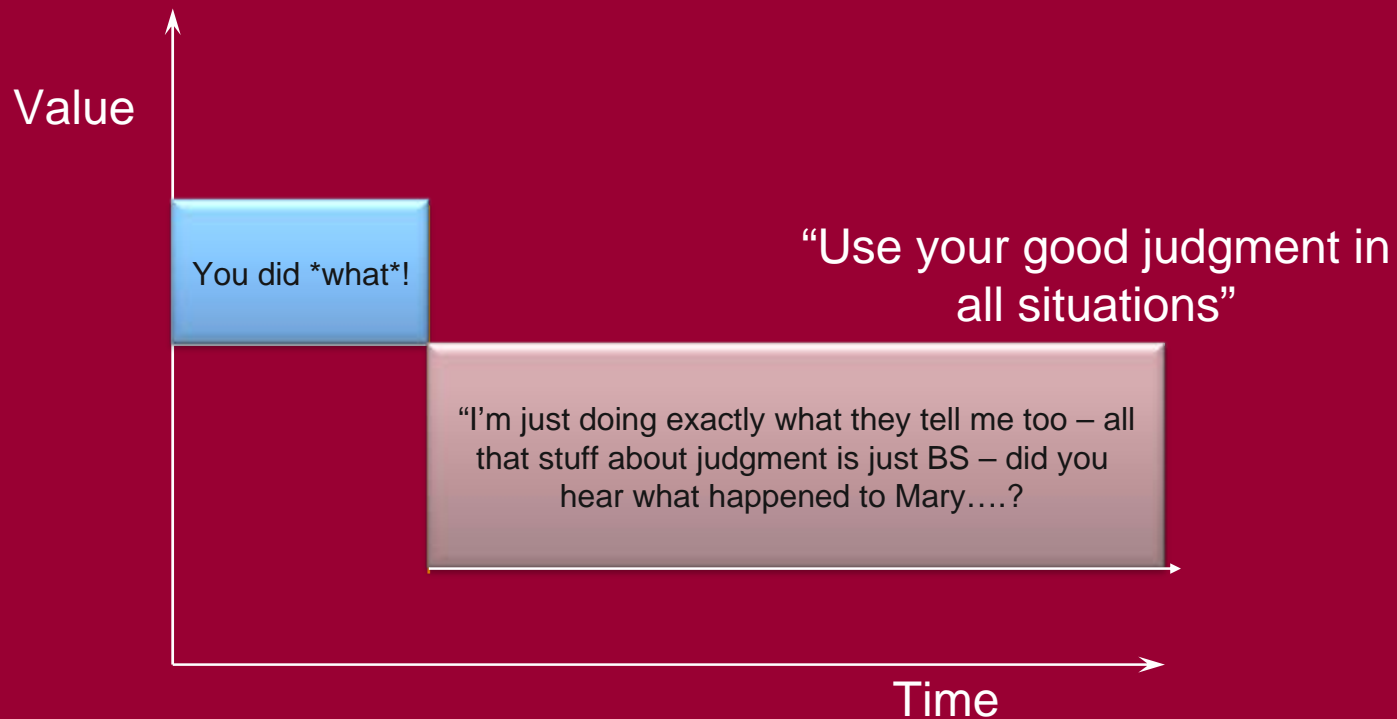 Value
You did *what*!
“Use your good judgment in
all situations”
“I’m just doing exactly what they tell me too – all
that stuff about judgment is just BS – did you
hear what happened to Mary….?
Time